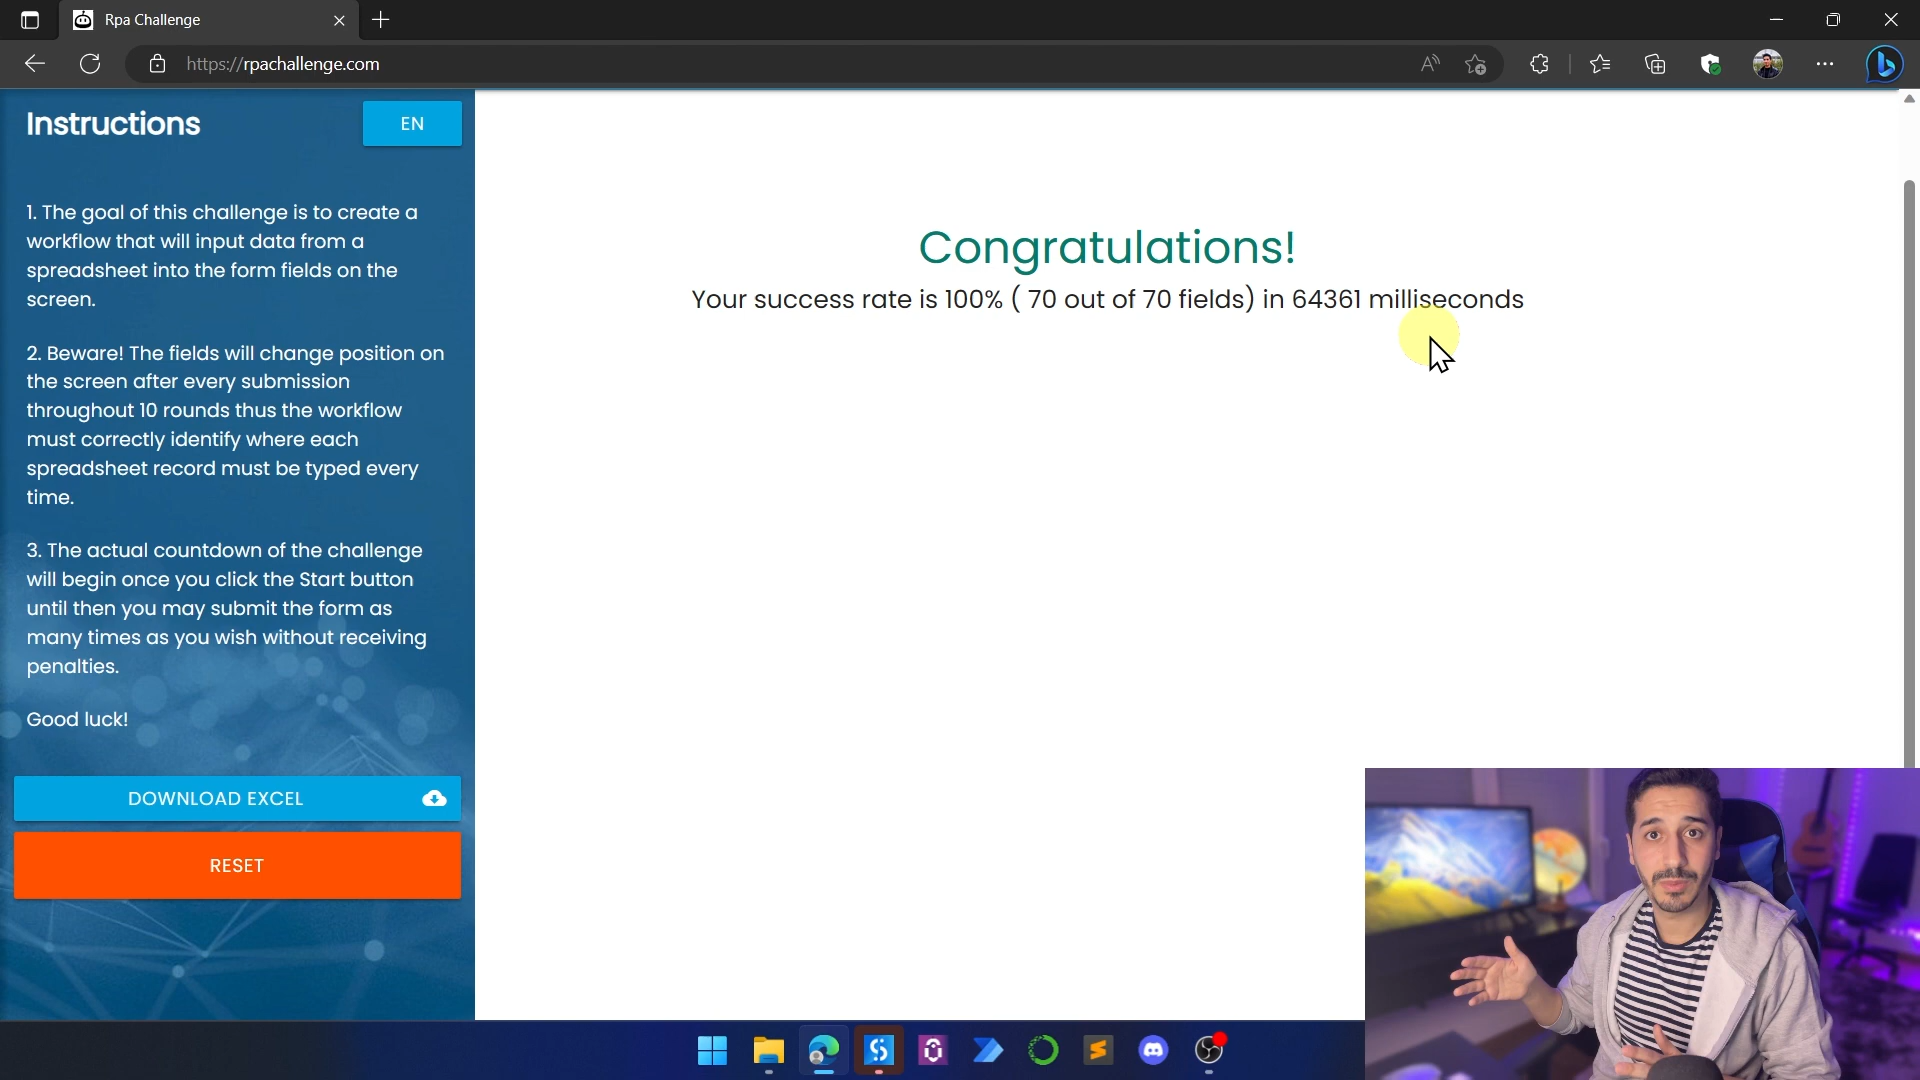 Rpa Challenge
https://rpachallenge.com
Instructions
EN
1. The goal of this challenge is to create a
workflow that will input data from a
spreadsheet into the form fields on the
screen.
2. Beware! The fields will change position on
the screen after every submission
throughout 10 rounds thus the workflow
must correctly identify where each
spreadsheet record must be typed every
time.
3. The actual countdown of the challenge
will begin once you click the Start button
until then you may submit the form as
many times as you wish without receiving
penalties.
Good luck!
DOWNLOAD EXCEL
RESET
Congratulations!
Your success rate is 100% ( 70 out of 70 fields) in 64361 milliseconds